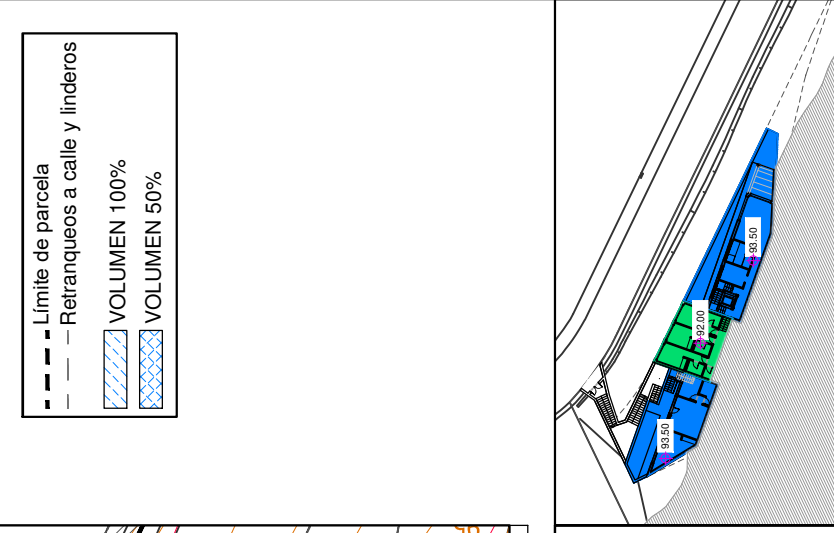 Límite de parcela
Retranqueos a calle y linderos
VOLUMEN 100%
VOLUMEN 50%
93.50
92.00
93.50